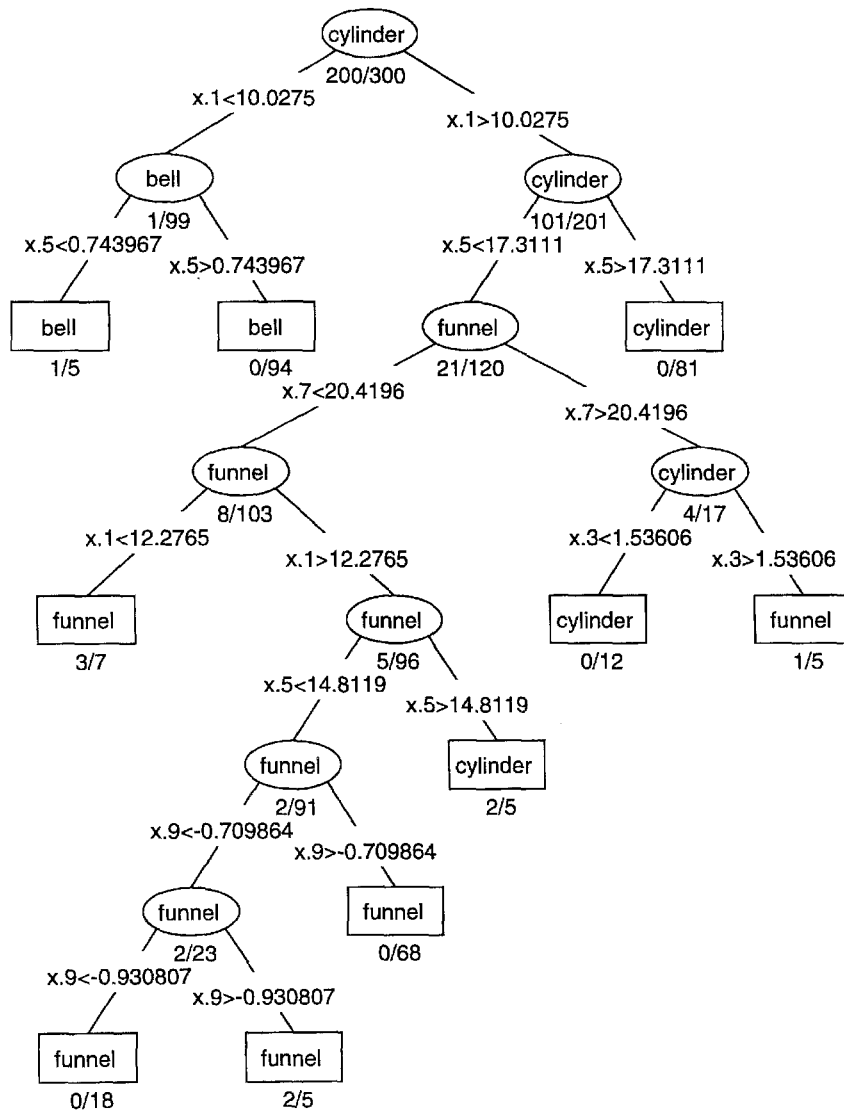 cylinder
200/300
x.1<10.0275
x.1>10.0275
bell
1/99
cylinder
101/201
x.5<0.743967
x.5>0.743967
x.5<17.3111
x.5>17.3111
bell
1/5
bell
0/94
funnel
21/120
cylinder
0/81
x.7<20.4196
x.7>20.4196
funnel
8/103
cylinder
4/17
x.1<12.2765
x.1>12.2765
x.3<1.53606
x.3>1.53606
funnel
3/7
funnel
5/96
cylinder
0/12
funnel
1/5
x.5<14.8119
x.5>14.8119
funnel
2/91
cylinder
2/5
x.9<-0.709864
x.9>-0.709864
funnel
2/23
funnel
0/68
x.9<-0.930807
x.9>-0.930807
funnel
0/18
funnel
2/5